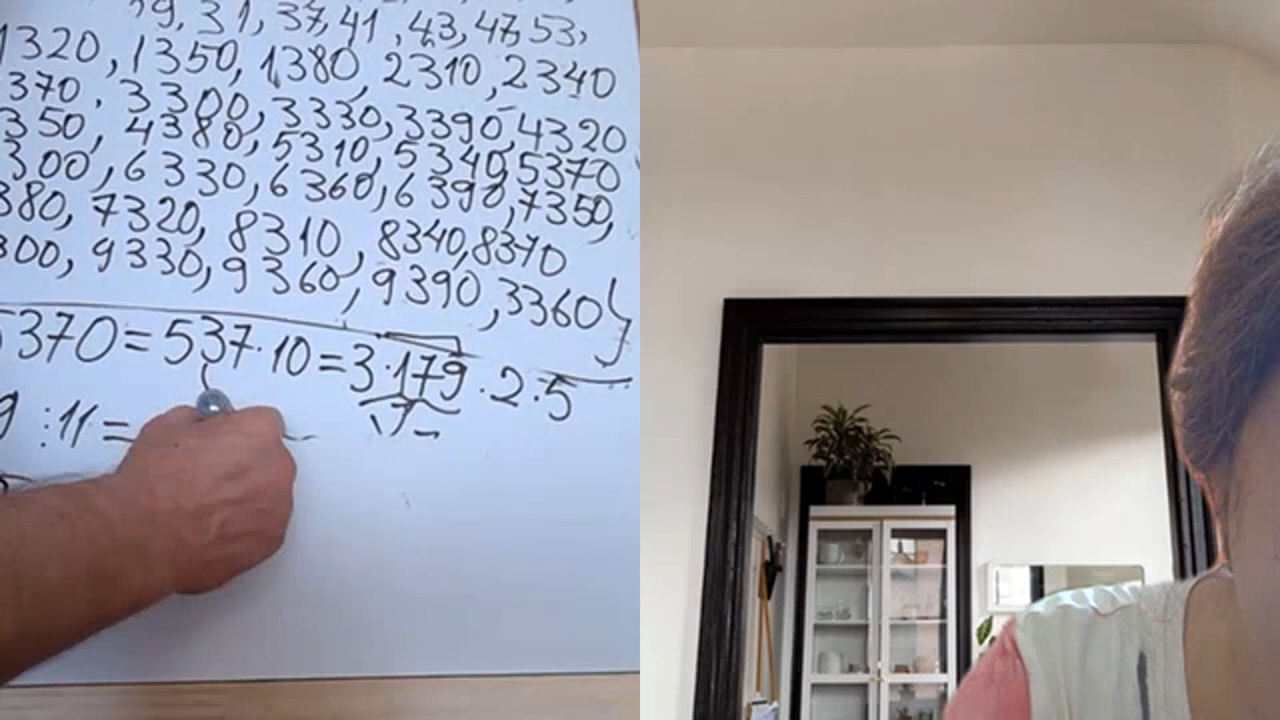 29, 31, 37, 41, 43, 47, 53,
1320, 1350, 1380, 2310, 2340
370, 3300, 3330, 3390, 4320
350, 4380, 5310, 5340, 5370
300, 6330, 6360, 6390, 7350,
380, 7320, 8310, 8340, 8370
300, 9330, 9360, 9390, 3360}
5370=537·10=3·179·2·5
9:11=